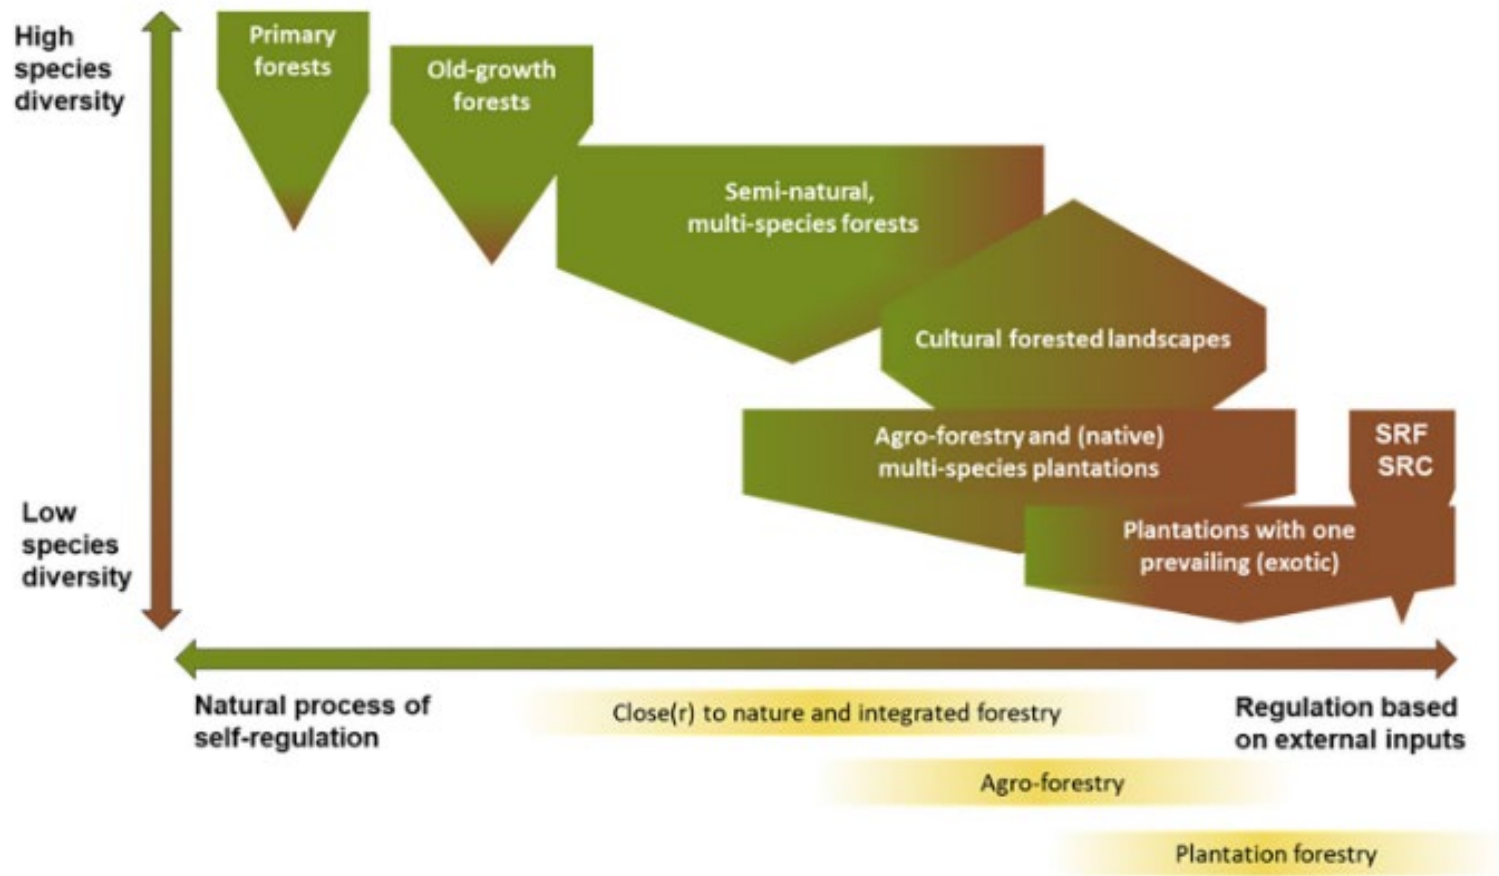 High
species
diversity
Primary
forests
Old-growth
forests
Semi-natural,
multi-species forests
Cultural forested landscapes
Agro-forestry and (native)
multi-species plantations
SRF
SRC
Low
species
diversity
Plantations with one
prevailing (exotic)
Natural process of
self-regulation
Close(r) to nature and integrated forestry
Regulation based
on external inputs
Agro-forestry
Plantation forestry